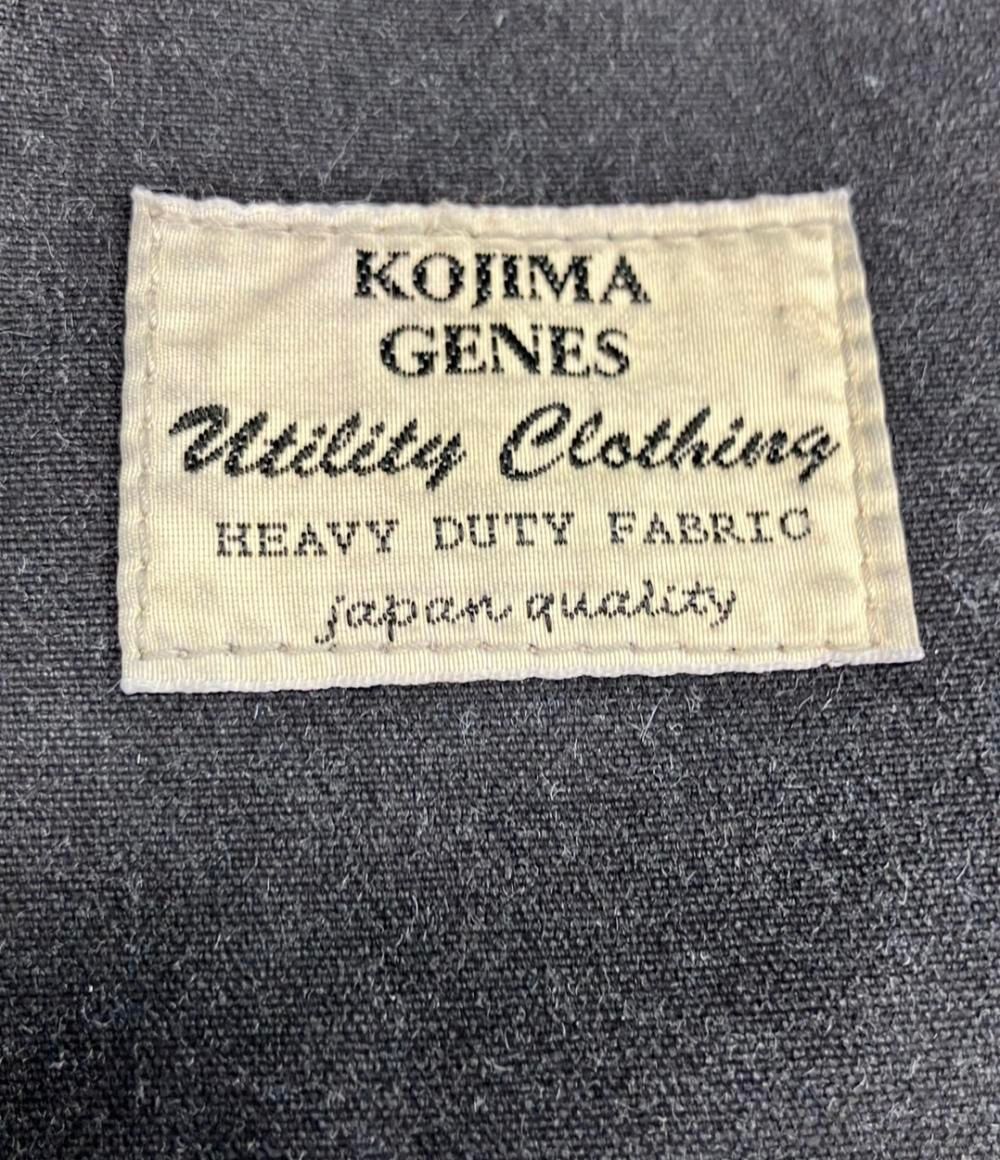 KOJIMA
GENES
Utility Clothing
HEAVY DUTY FABRIC
japan quality